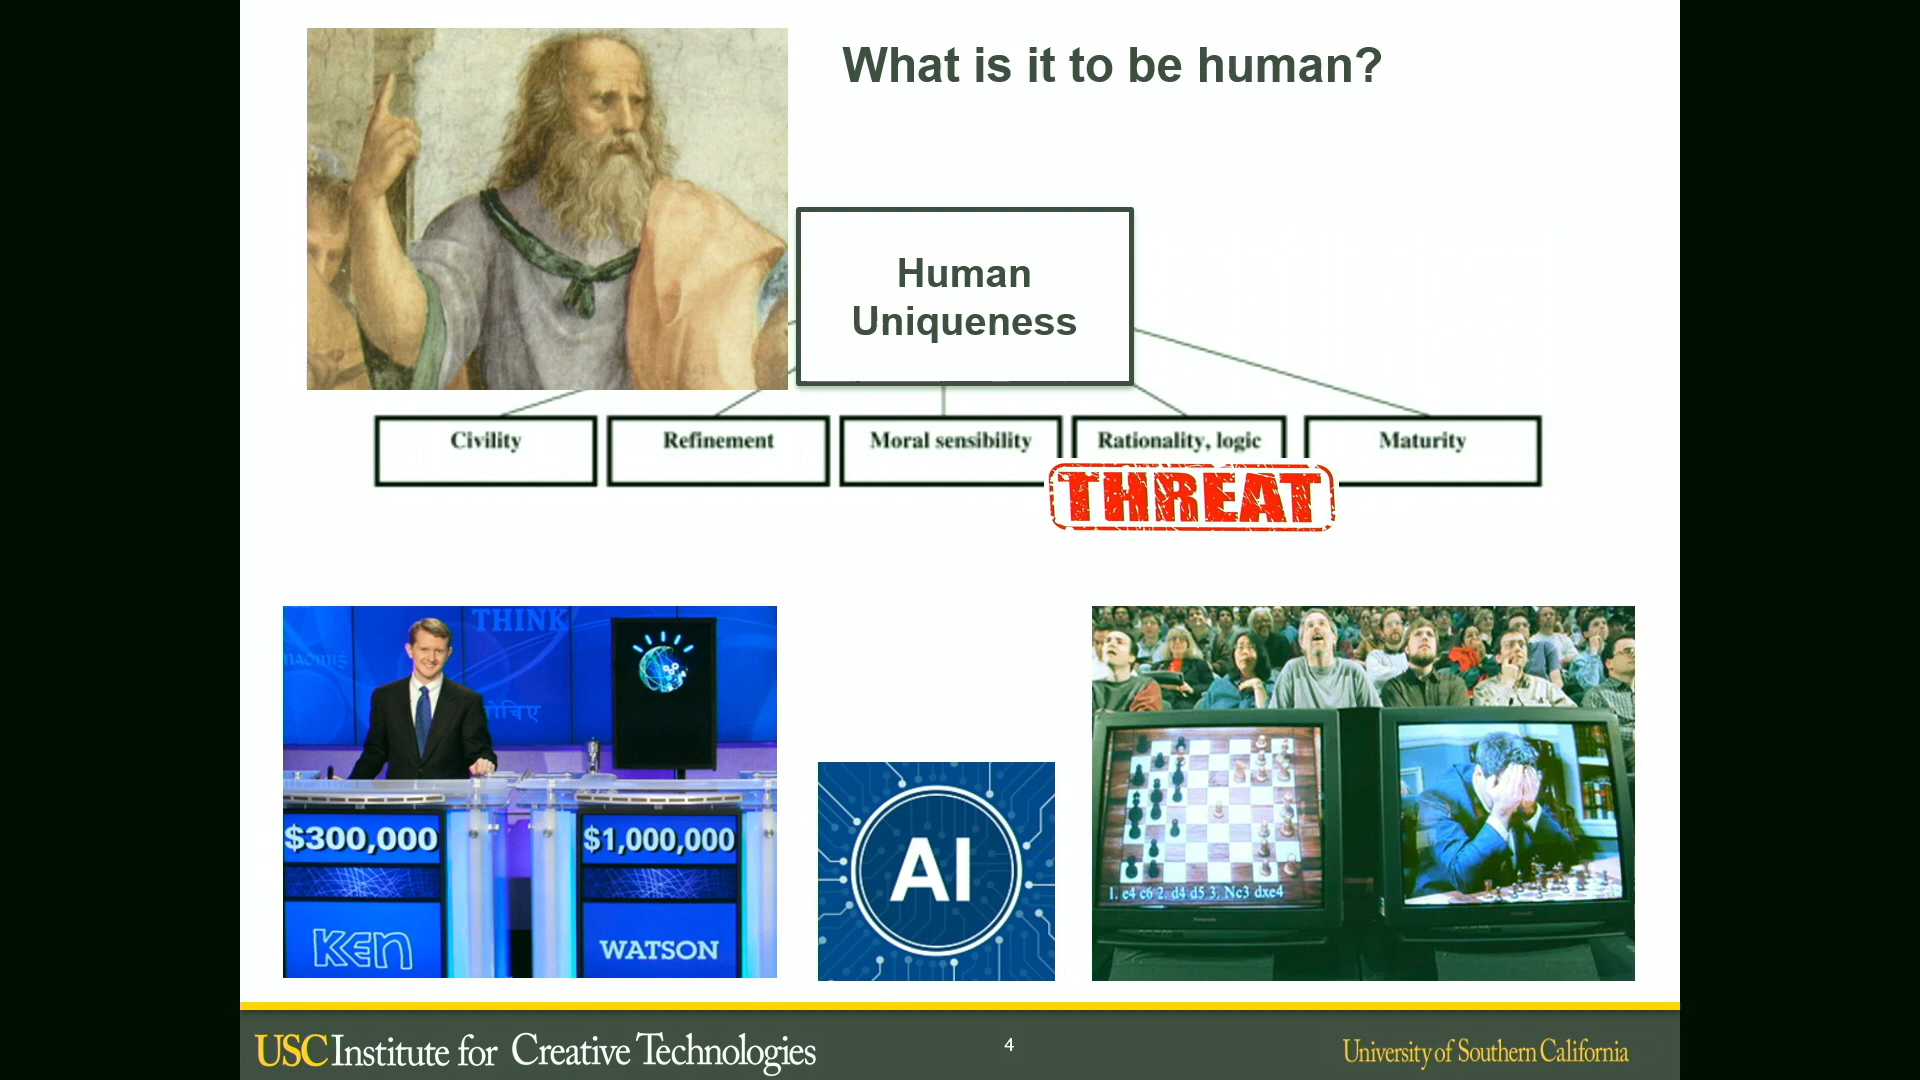 What is it to be human?
Human
Uniqueness
Civility
Refinement
Moral sensibility
Rationality, logic
Maturity
THREAT
THINK
$300,000
$1,000,000
Ken
WATSON
AI
1. e4 c6 2. d4 d5 3. Nc3 dxe4
USC Institute for Creative Technologies
4
University of Southern California